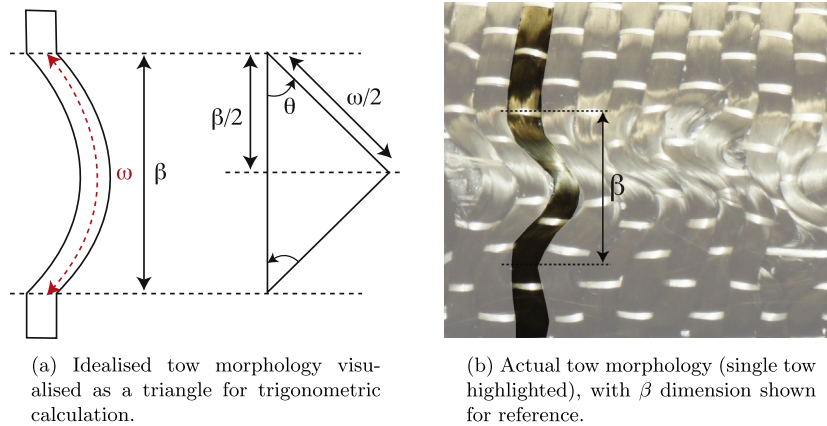 ω/2
β/2
θ
ω
β
β
(a) Idealised tow morphology visu-
alised as a triangle for trigonometric
calculation.
(b) Actual tow morphology (single tow
highlighted), with β dimension shown
for reference.